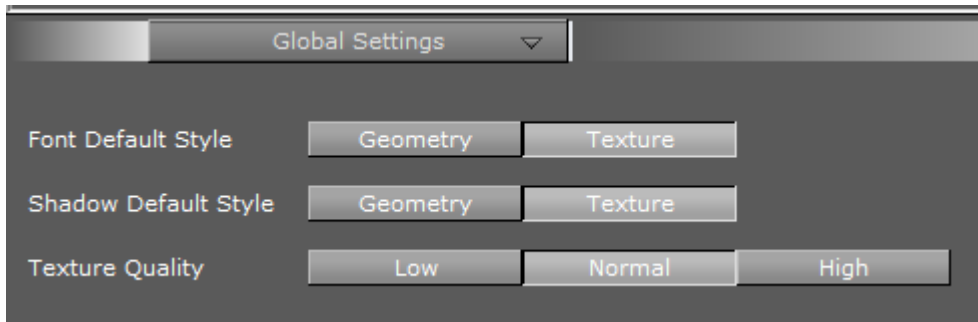 Global Settings
Font Default Style Geometry Texture
Shadow Default Style Geometry Texture
Texture Quality Low Normal High